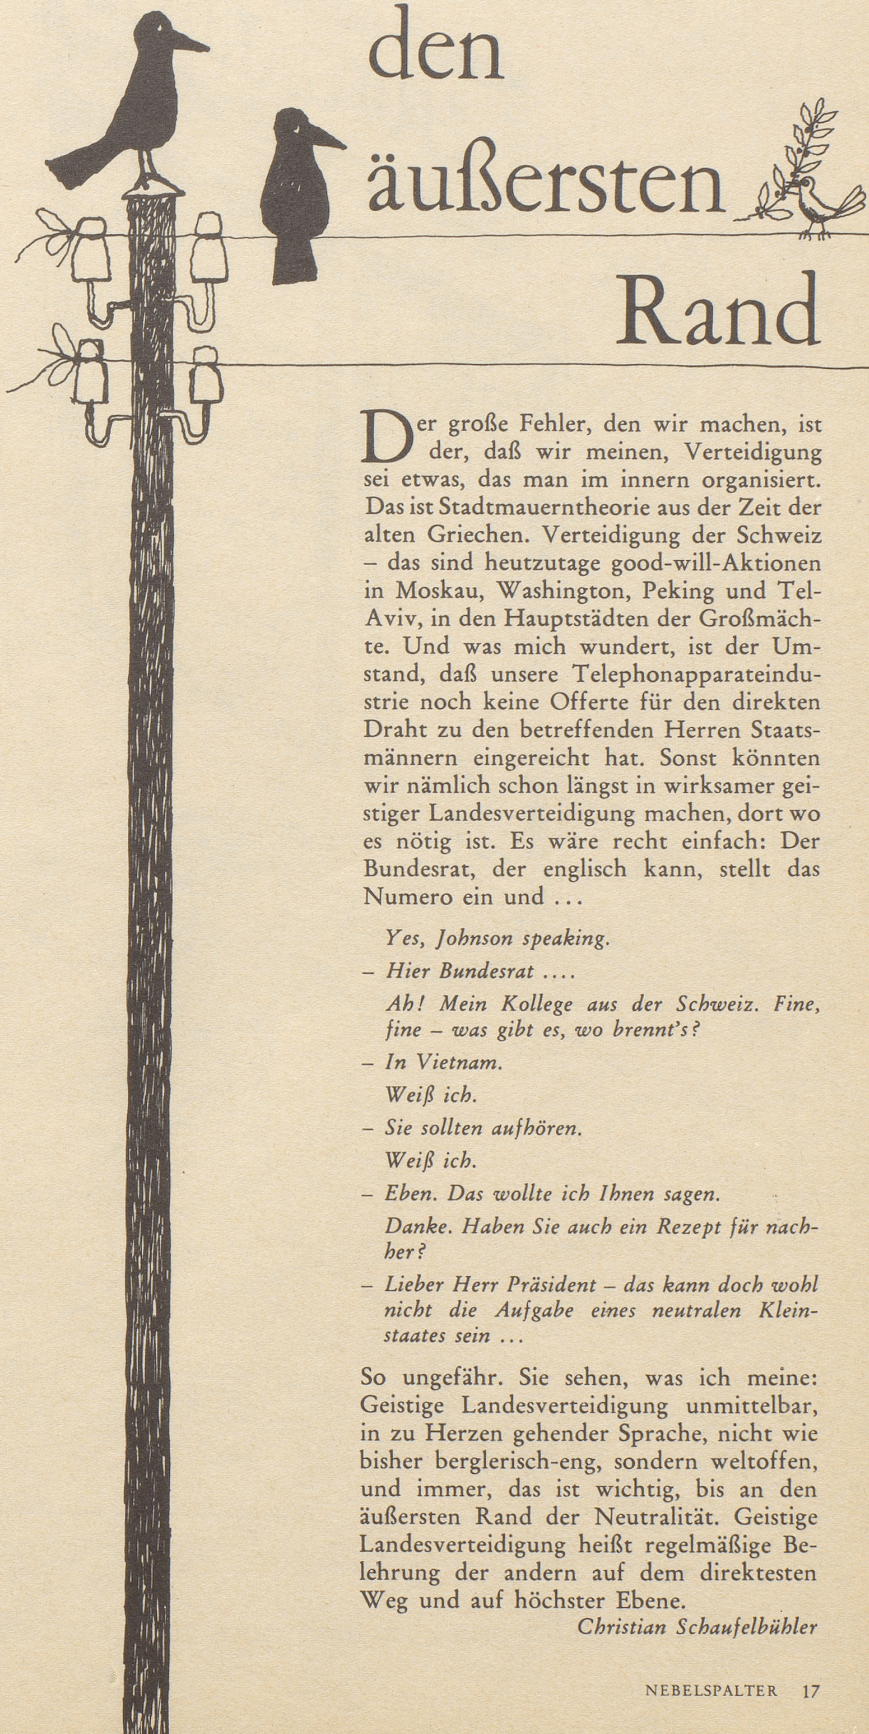 den
äußersten
Rand
Der große Fehler, den wir machen, ist
der, daß wir meinen, Verteidigung
sei etwas, das man im innern organisiert.
Das ist Stadtmauerntheorie aus der Zeit der
alten Griechen. Verteidigung der Schweiz
– das sind heutzutage good-will-Aktionen
in Moskau, Washington, Peking und Tel-
Aviv, in den Hauptstädten der Großmäch-
te. Und was mich wundert, ist der Um-
stand, daß unsere Telephonapparateindu-
strie noch keine Offerte für den direkten
Draht zu den betreffenden Herren Staats-
männern eingereicht hat. Sonst könnten
wir nämlich schon längst in wirksamer gei-
stiger Landesverteidigung machen, dort wo
es nötig ist. Es wäre recht einfach: Der
Bundesrat, der englisch kann, stellt das
Numero ein und ...
Yes, Johnson speaking.
– Hier Bundesrat ....
Ah! Mein Kollege aus der Schweiz. Fine,
fine – was gibt es, wo brennt's?
– In Vietnam.
Weiß ich.
– Sie sollten aufhören.
Weiß ich.
– Eben. Das wollte ich Ihnen sagen.
Danke. Haben Sie auch ein Rezept für nach-
her?
– Lieber Herr Präsident – das kann doch wohl
nicht die Aufgabe eines neutralen Klein-
staates sein ...
So ungefähr. Sie sehen, was ich meine:
Geistige Landesverteidigung unmittelbar,
in zu Herzen gehender Sprache, nicht wie
bisher berglerisch-eng, sondern weltoffen,
und immer, das ist wichtig, bis an den
äußersten Rand der Neutralität. Geistige
Landesverteidigung heißt regelmäßige Be-
lehrung der andern auf dem direktesten
Weg und auf höchster Ebene.
Christian Schaufelbühler
NEBELSPALTER 17